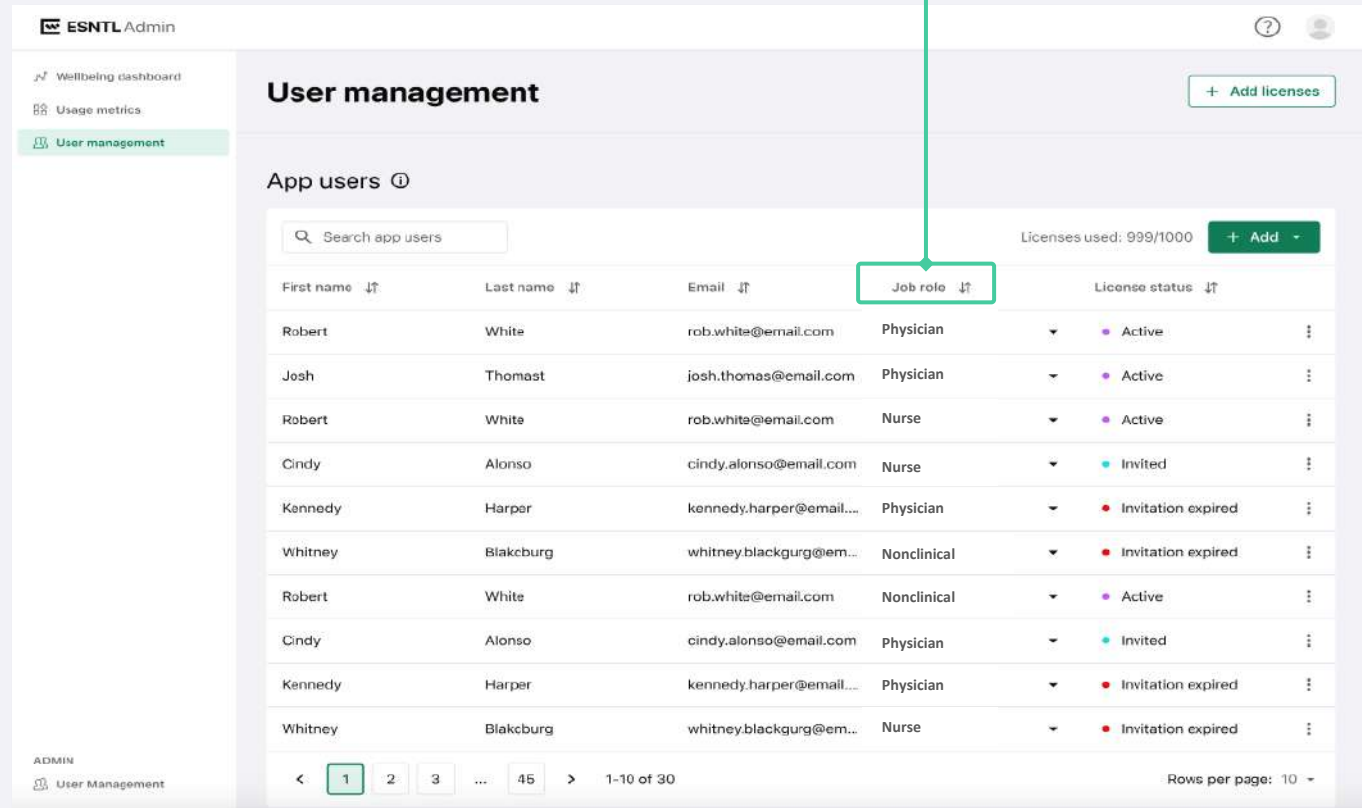 ESNTL Admin
?
Wellbeing dashboard
Usage metrics
User management
User management
+ Add licenses
App users
Search app users
Licenses used: 999/1000
+ Add
First name Last name Email Job role License status
Robert White rob.white@email.com Physician Active
Josh Thomast josh.thomas@email.com Physician Active
Robert White rob.white@email.com Nurse Active
Cindy Alonso cindy.alonso@email.com Nurse Invited
Kennedy Harper kennedy.harper@email.... Physician Invitation expired
Whitney Blakcburg whitney.blackgurg@em... Nonclinical Invitation expired
Robert White rob.white@email.com Nonclinical Active
Cindy Alonso cindy.alonso@email.com Physician Invited
Kennedy Harper kennedy.harper@email.... Physician Invitation expired
Whitney Blakcburg whitney.blackgurg@em... Nurse Invitation expired
< 1 2 3 ... 45 > 1-10 of 30 Rows per page: 10
ADMIN
User Management